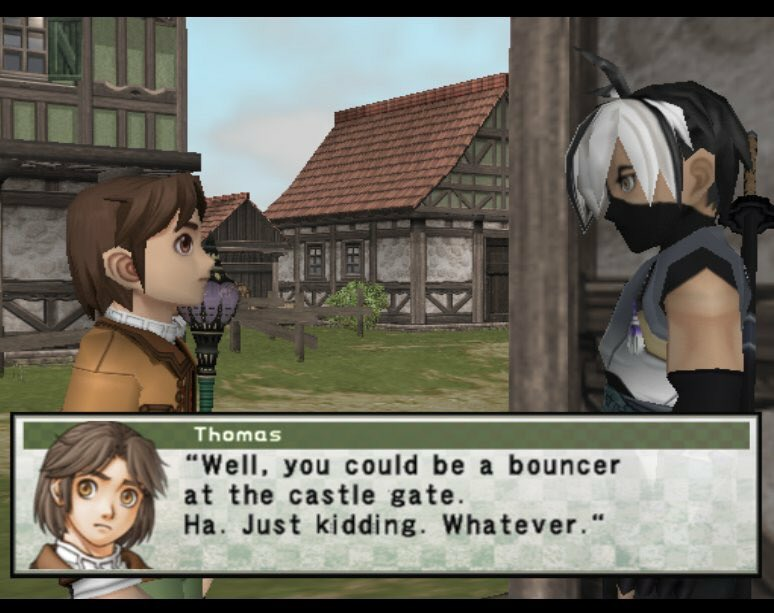 Thomas
“Well, you could be a bouncer
at the castle gate.
Ha. Just kidding. Whatever.“